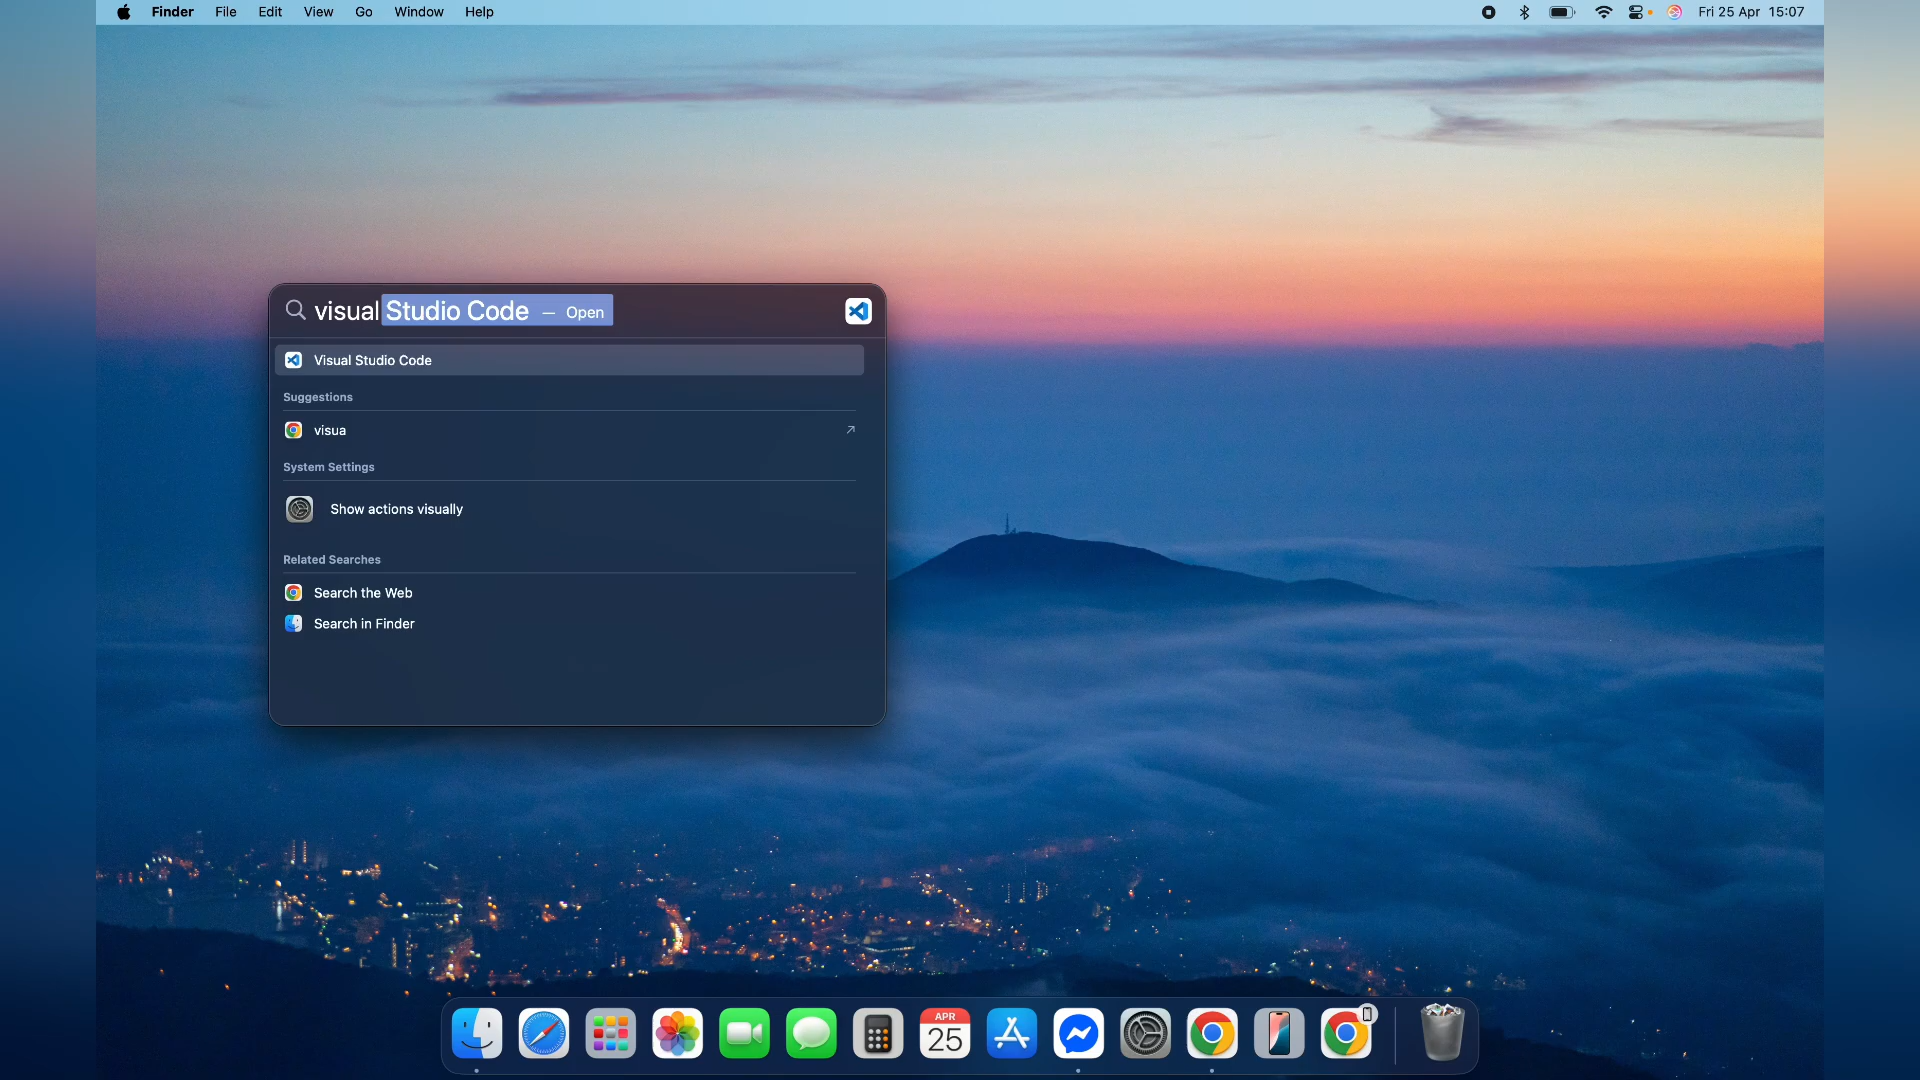 Finder File Edit View Go Window Help Fri 25 Apr 15:07
visual Studio Code — Open
Visual Studio Code
Suggestions
visua
System Settings
Show actions visually
Related Searches
Search the Web
Search in Finder
APR
25